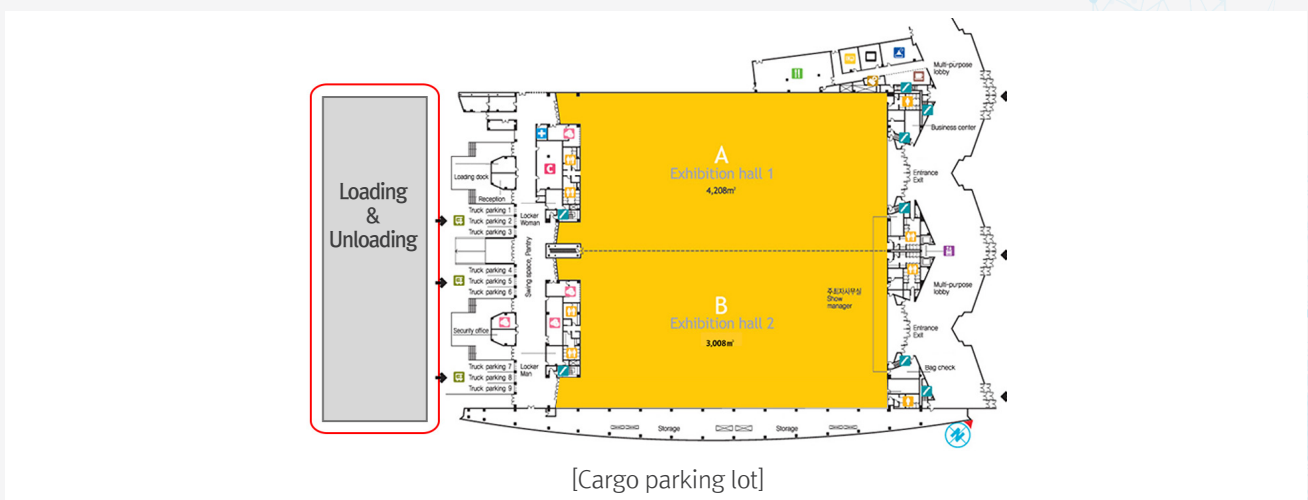 Loading
&
Unloading
Loading dock
Reception
Truck parking 1
Truck parking 2
Truck parking 3
Truck parking 4
Truck parking 5
Truck parking 6
Security office
Truck parking 7
Truck parking 8
Truck parking 9
Locker
Woman
Swing space, Pantry
Locker
Man
C
A
Exhibition hall 1
4,208㎡
B
Exhibition hall 2
3,008㎡
주최자사무실
Show
manager
Multi-purpose
lobby
Business center
Entrance
Exit
Multi-purpose
lobby
Entrance
Exit
Bag check
Storage
Storage
[Cargo parking lot]